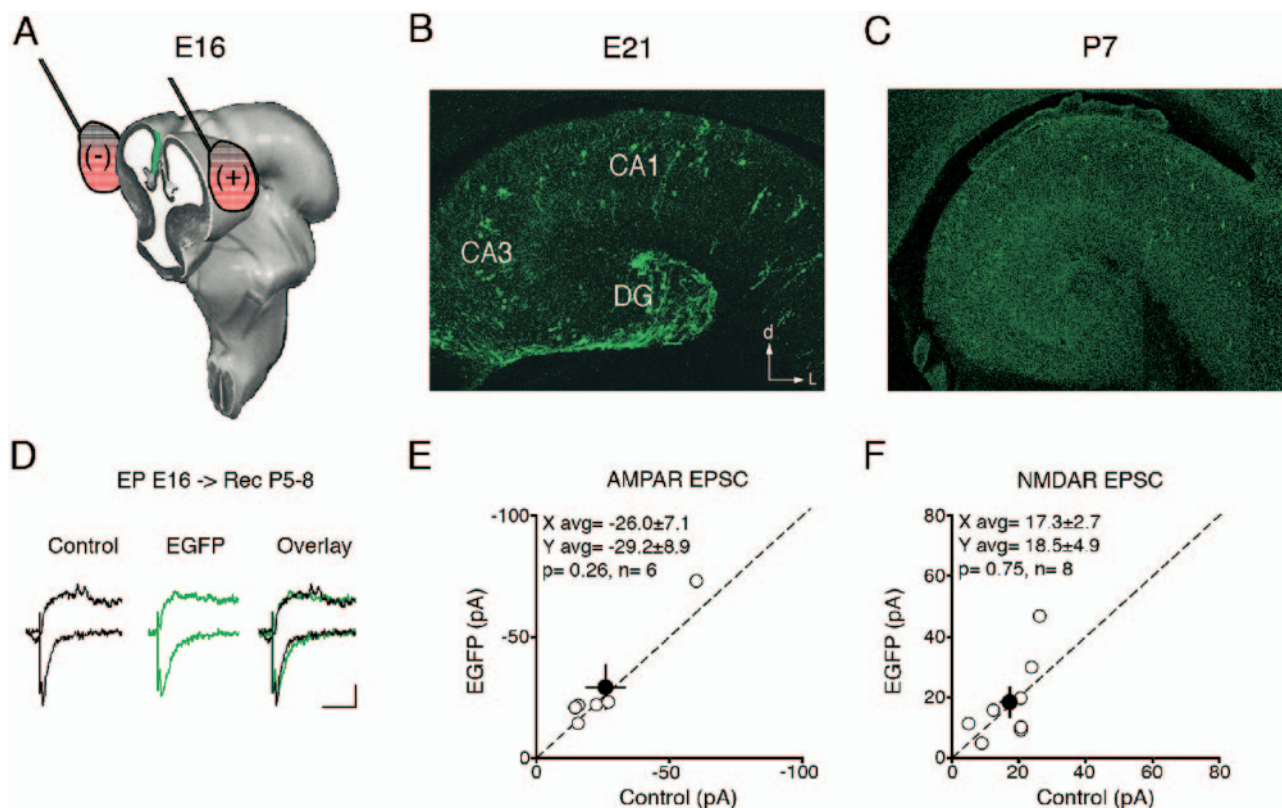 A
E16
(-)
(+)
B
E21
CA1
CA3
DG
d
L
C
P7
D
EP E16 -> Rec P5-8
Control
EGFP
Overlay
E
AMPAR EPSC
X avg= -26.0±7.1
Y avg= -29.2±8.9
p= 0.26, n= 6
-100
-50
0
EGFP (pA)
0
-50
-100
Control (pA)
F
NMDAR EPSC
X avg= 17.3±2.7
Y avg= 18.5±4.9
p= 0.75, n= 8
80
60
40
20
0
EGFP (pA)
0
20
40
60
80
Control (pA)